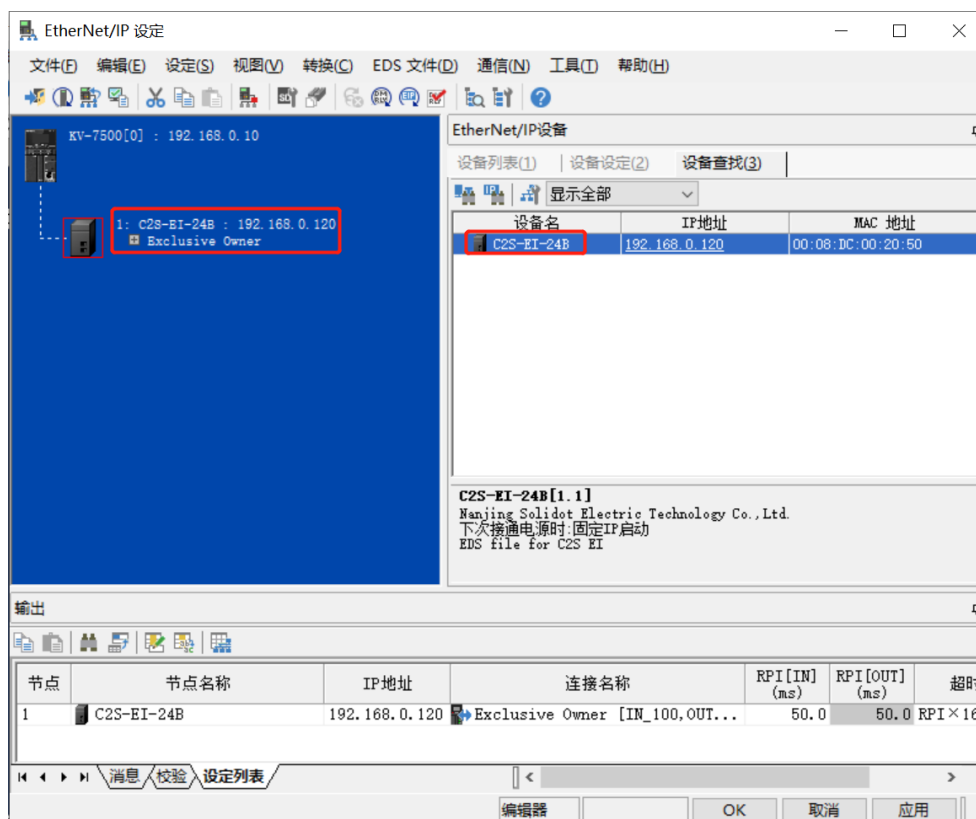 EtherNet/IP 设定
文件(F) 编辑(E) 设定(S) 视图(V) 转换(C) EDS 文件(D) 通信(N) 工具(T) 帮助(H)
KV-7500[0] : 192.168.0.10
1: C2S-EI-24B : 192.168.0.120
Exclusive Owner
EtherNet/IP设备
设备列表(1) 设备设定(2) 设备查找(3)
显示全部
设备名 IP地址 MAC 地址
C2S-EI-24B 192.168.0.120 00:08:DC:00:20:50
C2S-EI-24B[1.1]
Nanjing Solidot Electric Technology Co.,Ltd.
下次接通电源时:固定IP启动
EDS file for C2S EI
输出
节点 节点名称 IP地址 连接名称 RPI[IN] (ms) RPI[OUT] (ms) 超时
1 C2S-EI-24B 192.168.0.120 Exclusive Owner [IN_100,OUT... 50.0 50.0 RPI×16
消息 校验 设定列表
编辑器 OK 取消 应用